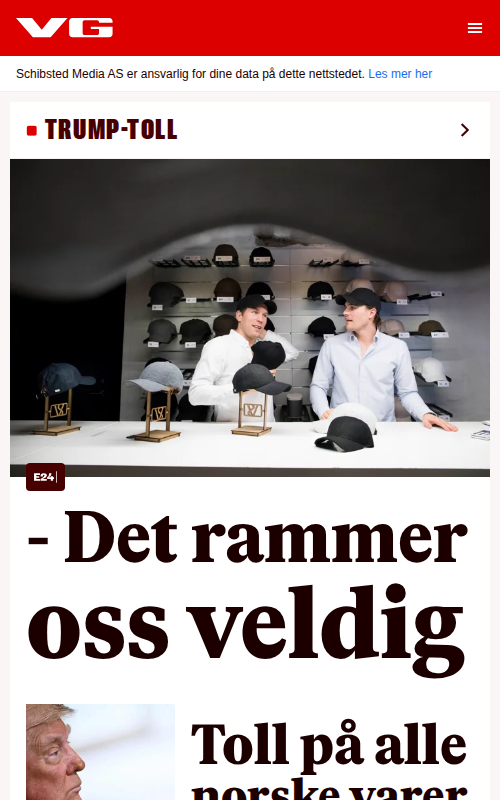 VG
Schibsted Media AS er ansvarlig for dine data på dette nettstedet. Les mer her
TRUMP-TOLL
E24
- Det rammer
oss veldig
Toll på alle
norske varer